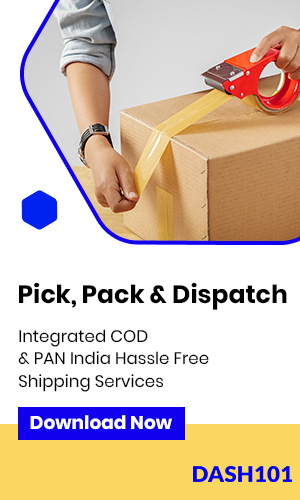 Pick, Pack & Dispatch
Integrated COD
& PAN India Hassle Free
Shipping Services
Download Now
DASH101